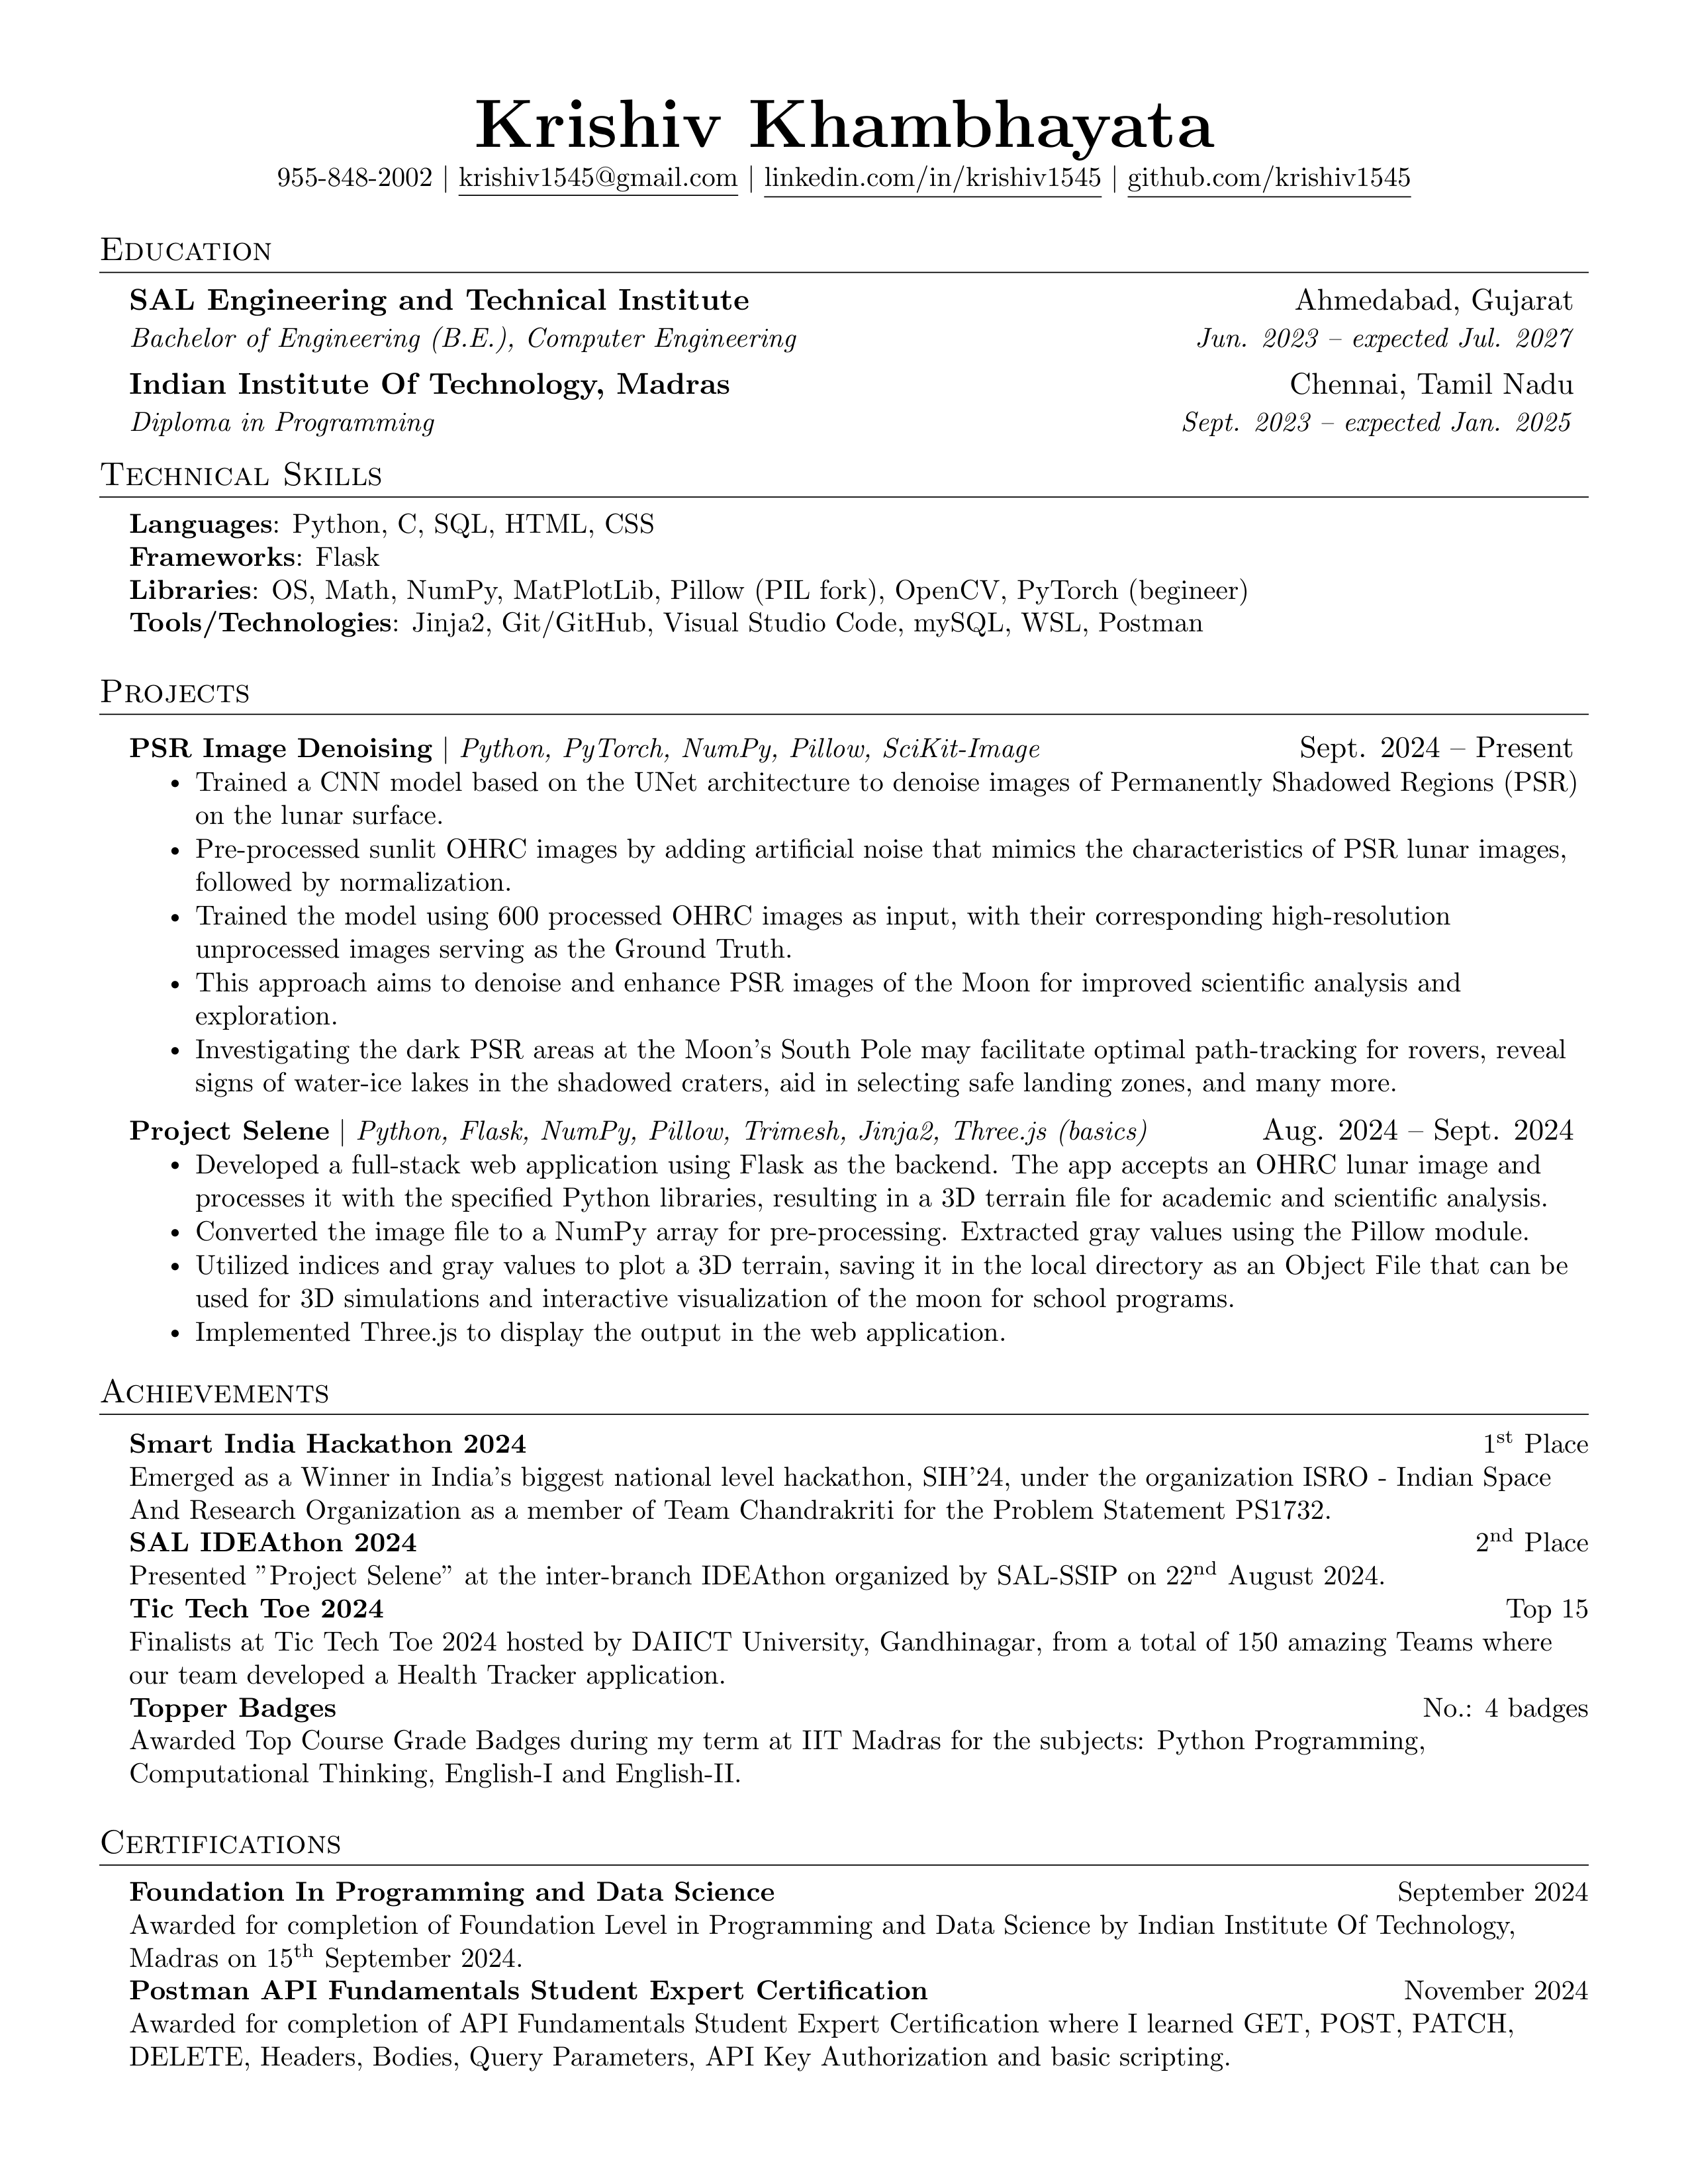 Krishiv Khambhayata
955-848-2002 | krishiv1545@gmail.com | linkedin.com/in/krishiv1545 | github.com/krishiv1545
Education
SAL Engineering and Technical Institute Ahmedabad, Gujarat
Bachelor of Engineering (B.E.), Computer Engineering Jun. 2023 – expected Jul. 2027
Indian Institute Of Technology, Madras Chennai, Tamil Nadu
Diploma in Programming Sept. 2023 – expected Jan. 2025
Technical Skills
Languages: Python, C, SQL, HTML, CSS
Frameworks: Flask
Libraries: OS, Math, NumPy, MatPlotLib, Pillow (PIL fork), OpenCV, PyTorch (begineer)
Tools/Technologies: Jinja2, Git/GitHub, Visual Studio Code, mySQL, WSL, Postman
Projects
PSR Image Denoising | Python, PyTorch, NumPy, Pillow, SciKit-Image Sept. 2024 – Present
• Trained a CNN model based on the UNet architecture to denoise images of Permanently Shadowed Regions (PSR)
on the lunar surface.
• Pre-processed sunlit OHRC images by adding artificial noise that mimics the characteristics of PSR lunar images,
followed by normalization.
• Trained the model using 600 processed OHRC images as input, with their corresponding high-resolution
unprocessed images serving as the Ground Truth.
• This approach aims to denoise and enhance PSR images of the Moon for improved scientific analysis and
exploration.
• Investigating the dark PSR areas at the Moon's South Pole may facilitate optimal path-tracking for rovers, reveal
signs of water-ice lakes in the shadowed craters, aid in selecting safe landing zones, and many more.
Project Selene | Python, Flask, NumPy, Pillow, Trimesh, Jinja2, Three.js (basics) Aug. 2024 – Sept. 2024
• Developed a full-stack web application using Flask as the backend. The app accepts an OHRC lunar image and
processes it with the specified Python libraries, resulting in a 3D terrain file for academic and scientific analysis.
• Converted the image file to a NumPy array for pre-processing. Extracted gray values using the Pillow module.
• Utilized indices and gray values to plot a 3D terrain, saving it in the local directory as an Object File that can be
used for 3D simulations and interactive visualization of the moon for school programs.
• Implemented Three.js to display the output in the web application.
Achievements
Smart India Hackathon 2024 1st Place
Emerged as a Winner in India's biggest national level hackathon, SIH'24, under the organization ISRO - Indian Space
And Research Organization as a member of Team Chandrakriti for the Problem Statement PS1732.
SAL IDEAthon 2024 2nd Place
Presented ”Project Selene” at the inter-branch IDEAthon organized by SAL-SSIP on 22nd August 2024.
Tic Tech Toe 2024 Top 15
Finalists at Tic Tech Toe 2024 hosted by DAIICT University, Gandhinagar, from a total of 150 amazing Teams where
our team developed a Health Tracker application.
Topper Badges No.: 4 badges
Awarded Top Course Grade Badges during my term at IIT Madras for the subjects: Python Programming,
Computational Thinking, English-I and English-II.
Certifications
Foundation In Programming and Data Science September 2024
Awarded for completion of Foundation Level in Programming and Data Science by Indian Institute Of Technology,
Madras on 15th September 2024.
Postman API Fundamentals Student Expert Certification November 2024
Awarded for completion of API Fundamentals Student Expert Certification where I learned GET, POST, PATCH,
DELETE, Headers, Bodies, Query Parameters, API Key Authorization and basic scripting.